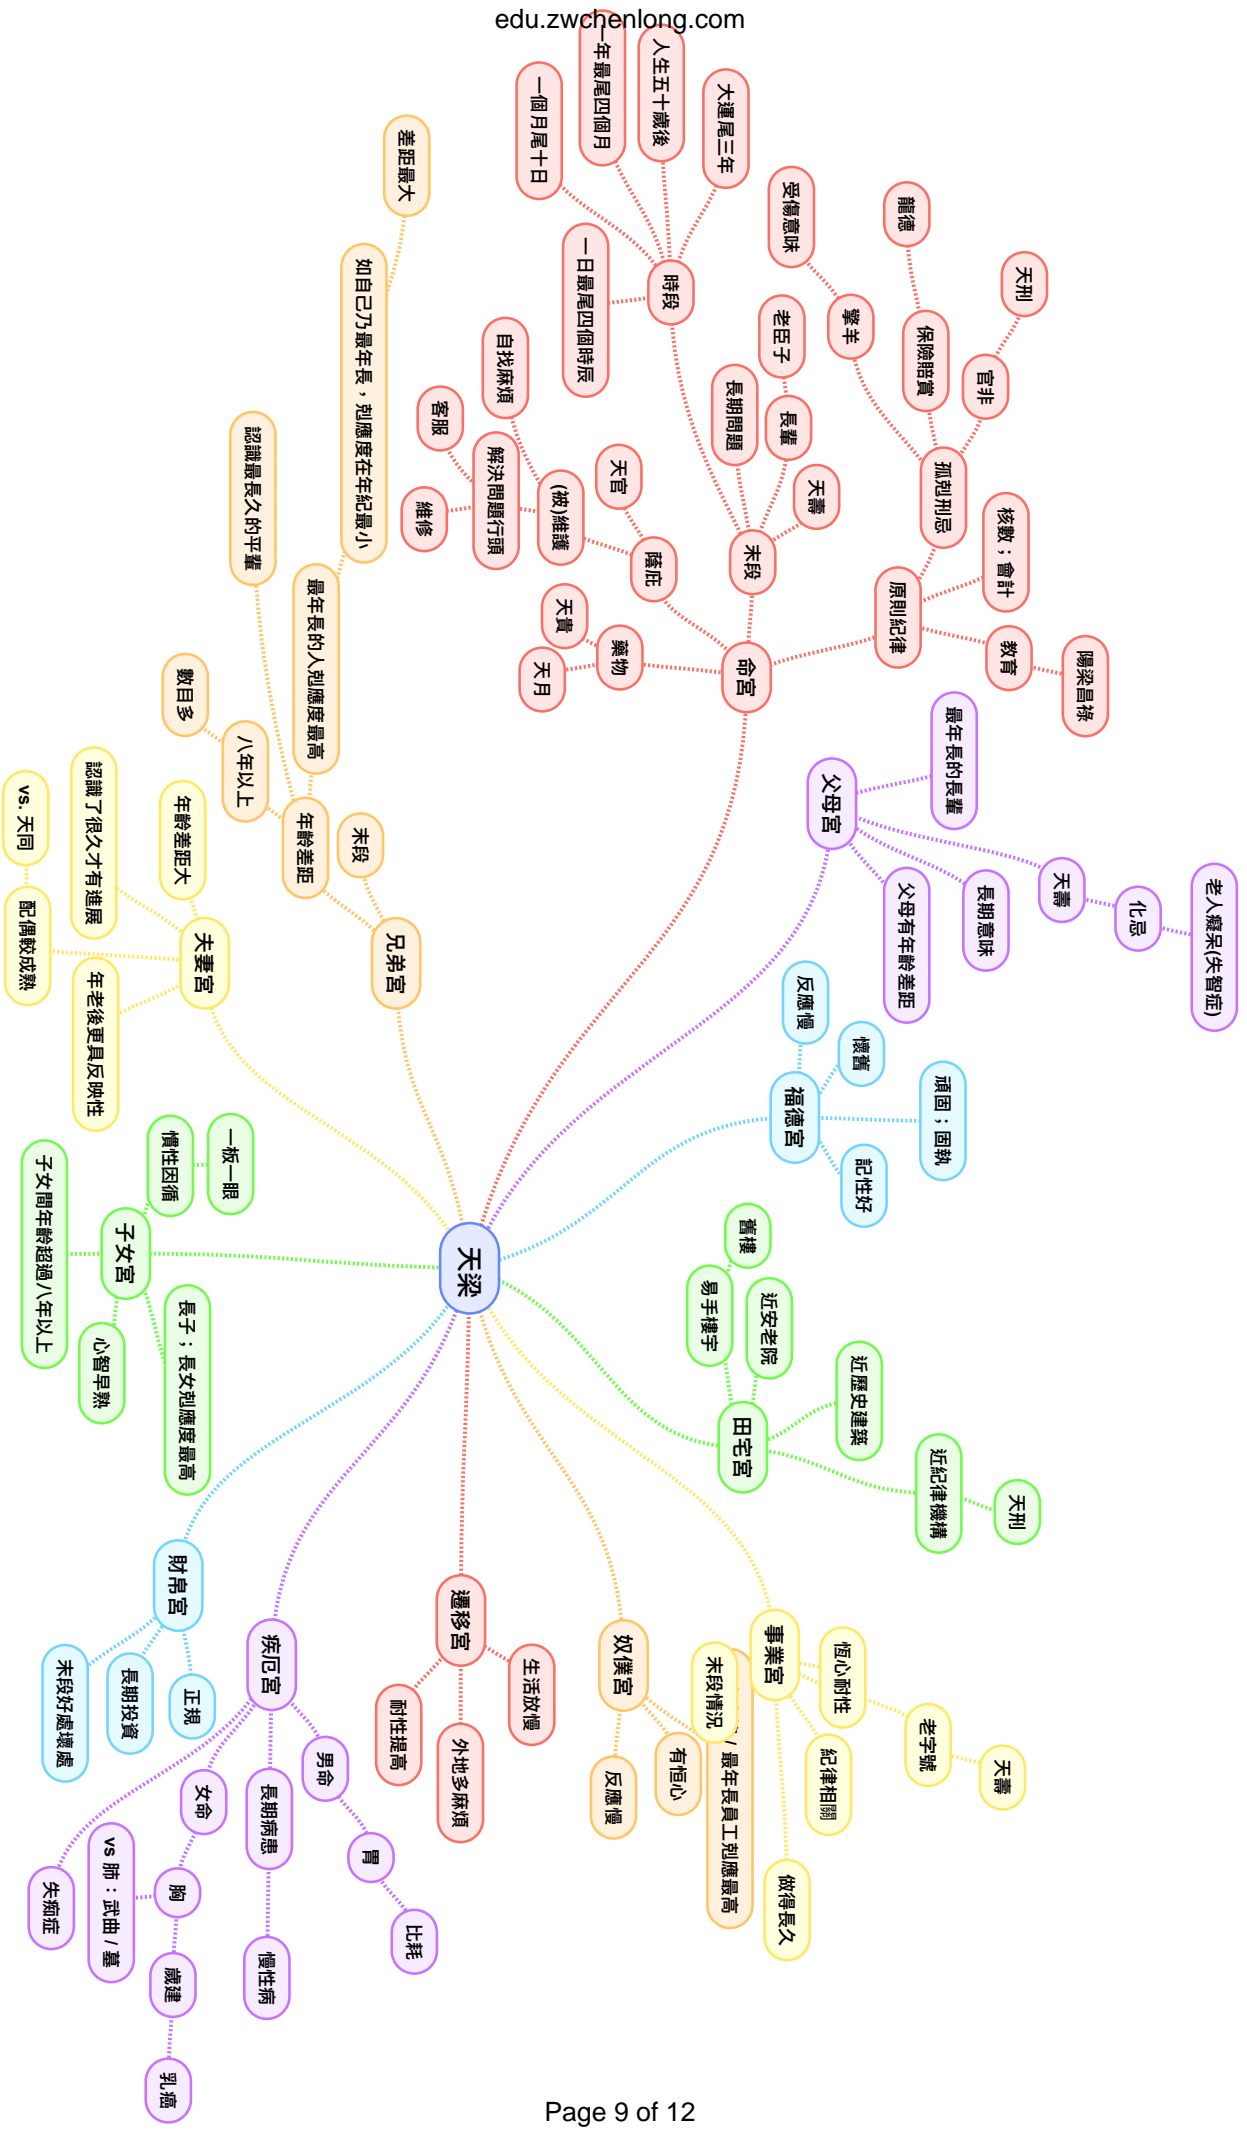 edu.zwchenlong.com
天梁
命宮
原則紀律
孤剋刑忌
官非
天刑
保險賠賞
龍德
擎羊
受傷意味
核數；會計
教育
陽梁昌祿
末段
天壽
長輩
老臣子
長期問題
時段
大運尾三年
人生五十歲後
一年最尾四個月
一個月尾十日
一日最尾四個時辰
蔭庇
天官
(被)維護
自找麻煩
解決問題行頭
客服
維修
藥物
天貴
天月
父母宮
最年長的長輩
天壽
化忌
老人癡呆(失智症)
長期意味
父母有年齡差距
福德宮
反應慢
懷舊
頑固；固執
記性好
田宅宮
易手樓宇
舊樓
近安老院
近歷史建築
近紀律機構
天刑
事業宮
恆心耐性
老字號
天壽
紀律相關
做得長久
末段情況
奴僕宮
/ 最年長員工剋應最高
有恒心
反應慢
遷移宮
生活放慢
外地多麻煩
耐性提高
疾厄宮
男命
胃
比耗
長期病患
慢性病
女命
胸
vs 肺：武曲 / 墓
歲建
乳癌
失痴症
財帛宮
正規
長期投資
末段好處壞處
子女宮
慣性因循
一板一眼
子女間年齡超過八年以上
長子；長女剋應度最高
心智早熟
夫妻宮
年齡差距大
認識了很久才有進展
配偶較成熟
vs. 天同
年老後更具反映性
兄弟宮
末段
年齡差距
最年長的人剋應度最高
如自己乃最年長，剋應度在年紀最小
差距最大
認識最長久的平輩
八年以上
數目多
Page 9 of 12